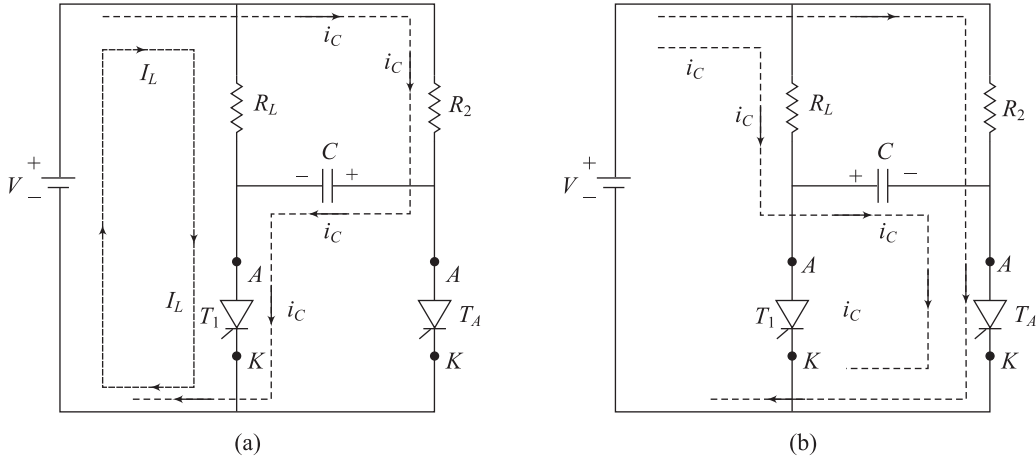 i_C
I_L
i_C
R_L
R_2
C
− +
+
V
−
i_C
A
A
I_L
T_1
i_C
T_A
K
K
(a)
i_C
i_C
R_L
R_2
C
+ −
+
V
−
i_C
A
A
T_1
i_C
T_A
K
K
(b)